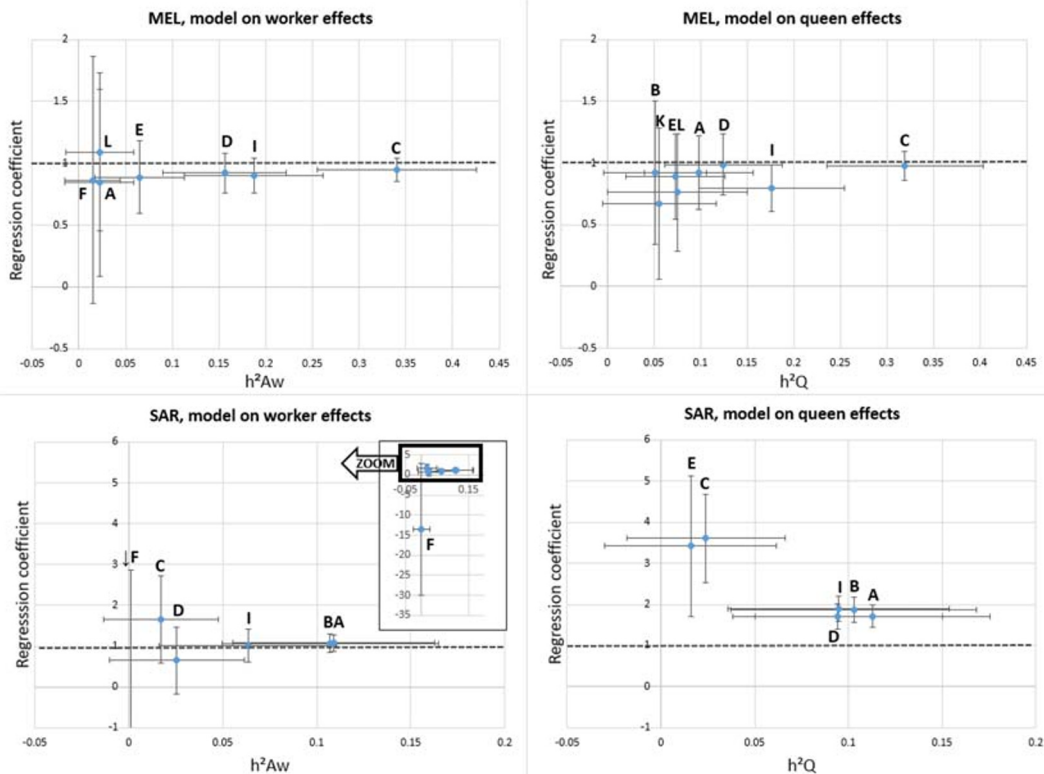 MEL, model on worker effects
2
1.5
1
0.5
0
-0.5
-0.05 0 0.05 0.1 0.15 0.2 0.25 0.3 0.35 0.4 0.45
Regression coefficient
h²Aw
L E D I C
F A
MEL, model on queen effects
2
1.5
1
0.5
0
-0.5
-0.05 0 0.05 0.1 0.15 0.2 0.25 0.3 0.35 0.4 0.45
Regression coefficient
h²Q
B
K E L A D I C
SAR, model on worker effects
6
5
4
3
2
1
0
-1
-0.05 0 0.05 0.1 0.15 0.2
Regresssion coefficient
h²Aw
F C D I B A
ZOOM
5
0
-5
-10
-15
-20
-25
-30
-35
-0.05 0.15
F
SAR, model on queen effects
6
5
4
3
2
1
0
-1
-0.05 0 0.05 0.1 0.15 0.2
Regression coefficient
h²Q
E C
I B A
D